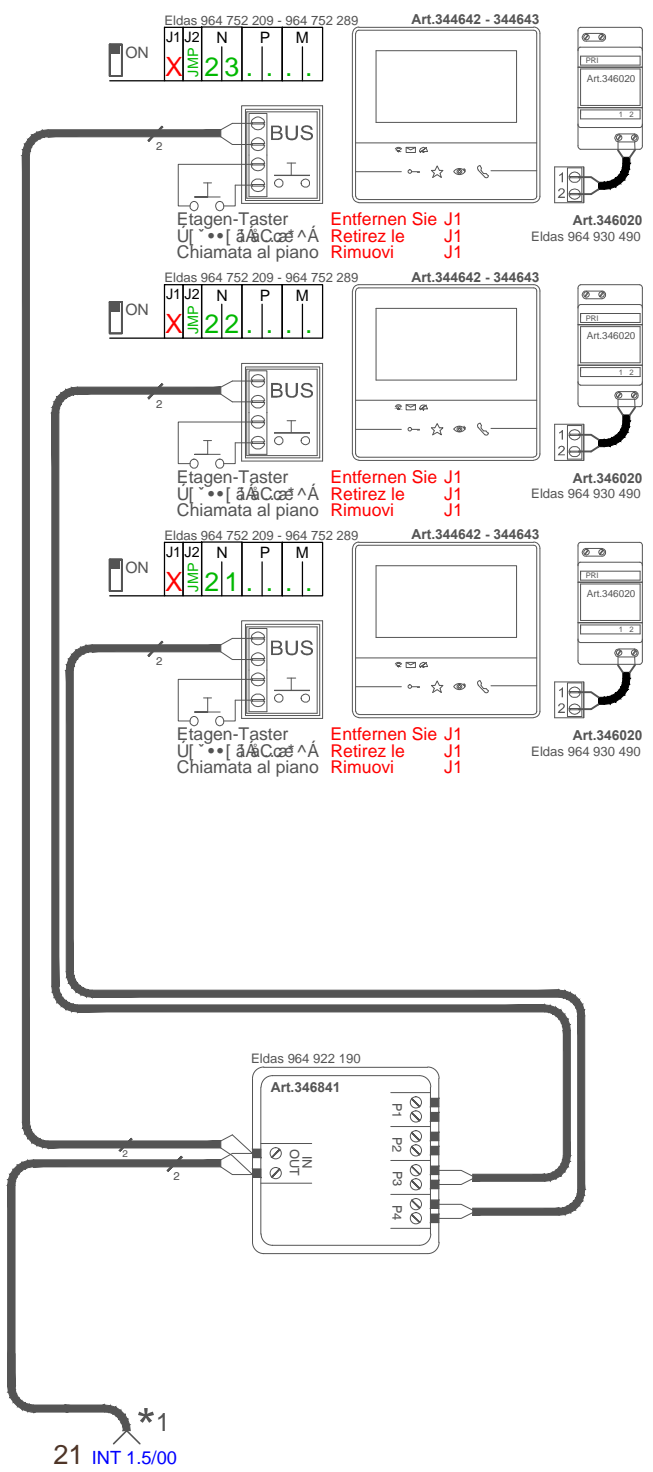 Eldas 964 752 209 - 964 752 289
Art.344642 - 344643
ON
J1 J2 N P M
X JMP 2 3 . . . .
PRI
Art.346020
1 2
BUS
2
1
2
Etagen-Taster Entfernen Sie J1
Retirez le J1
Chiamata al piano Rimuovi J1
Art.346020
Eldas 964 930 490
Eldas 964 752 209 - 964 752 289
Art.344642 - 344643
ON
J1 J2 N P M
X JMP 2 2 . . . .
PRI
Art.346020
1 2
BUS
2
1
2
Etagen-Taster Entfernen Sie J1
Retirez le J1
Chiamata al piano Rimuovi J1
Art.346020
Eldas 964 930 490
Eldas 964 752 209 - 964 752 289
Art.344642 - 344643
ON
J1 J2 N P M
X JMP 2 1 . . . .
PRI
Art.346020
1 2
BUS
2
1
2
Etagen-Taster Entfernen Sie J1
Retirez le J1
Chiamata al piano Rimuovi J1
Art.346020
Eldas 964 930 490
Eldas 964 922 190
Art.346841
P1
P2
P3
P4
IN
OUT
2
2
*1
21 INT 1.5/00